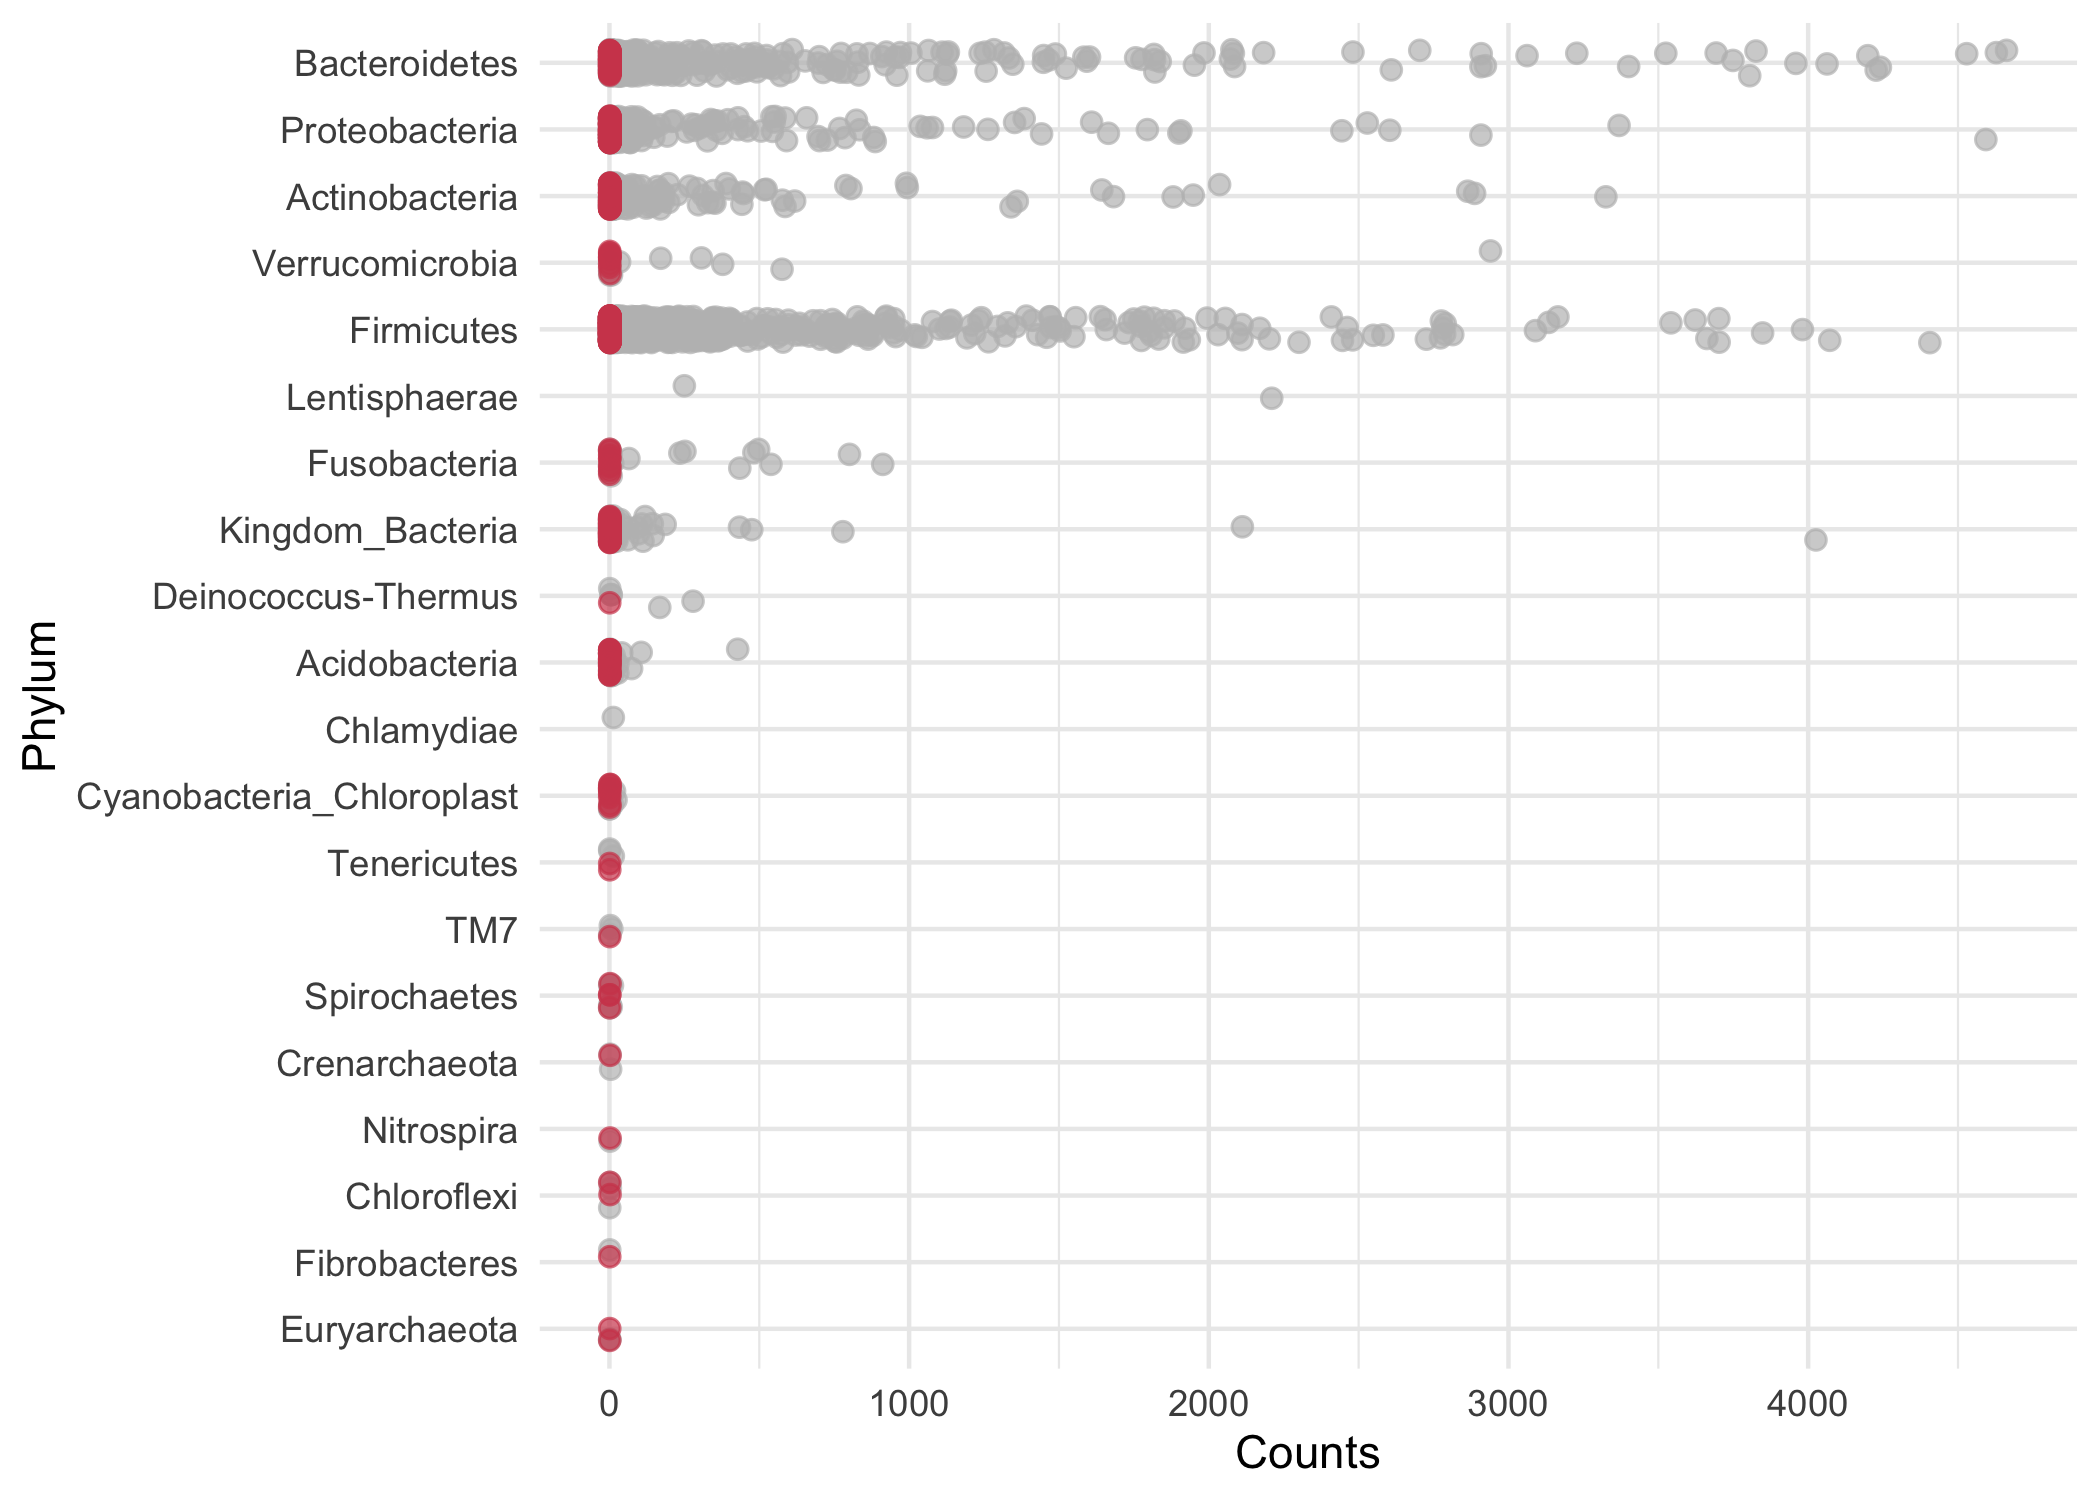 Bacteroidetes
Proteobacteria
Actinobacteria
Verrucomicrobia
Firmicutes
Lentisphaerae
Fusobacteria
Kingdom_Bacteria
Deinococcus-Thermus
Acidobacteria
Chlamydiae
Cyanobacteria_Chloroplast
Tenericutes
TM7
Spirochaetes
Crenarchaeota
Nitrospira
Chloroflexi
Fibrobacteres
Euryarchaeota
Phylum
0 1000 2000 3000 4000
Counts